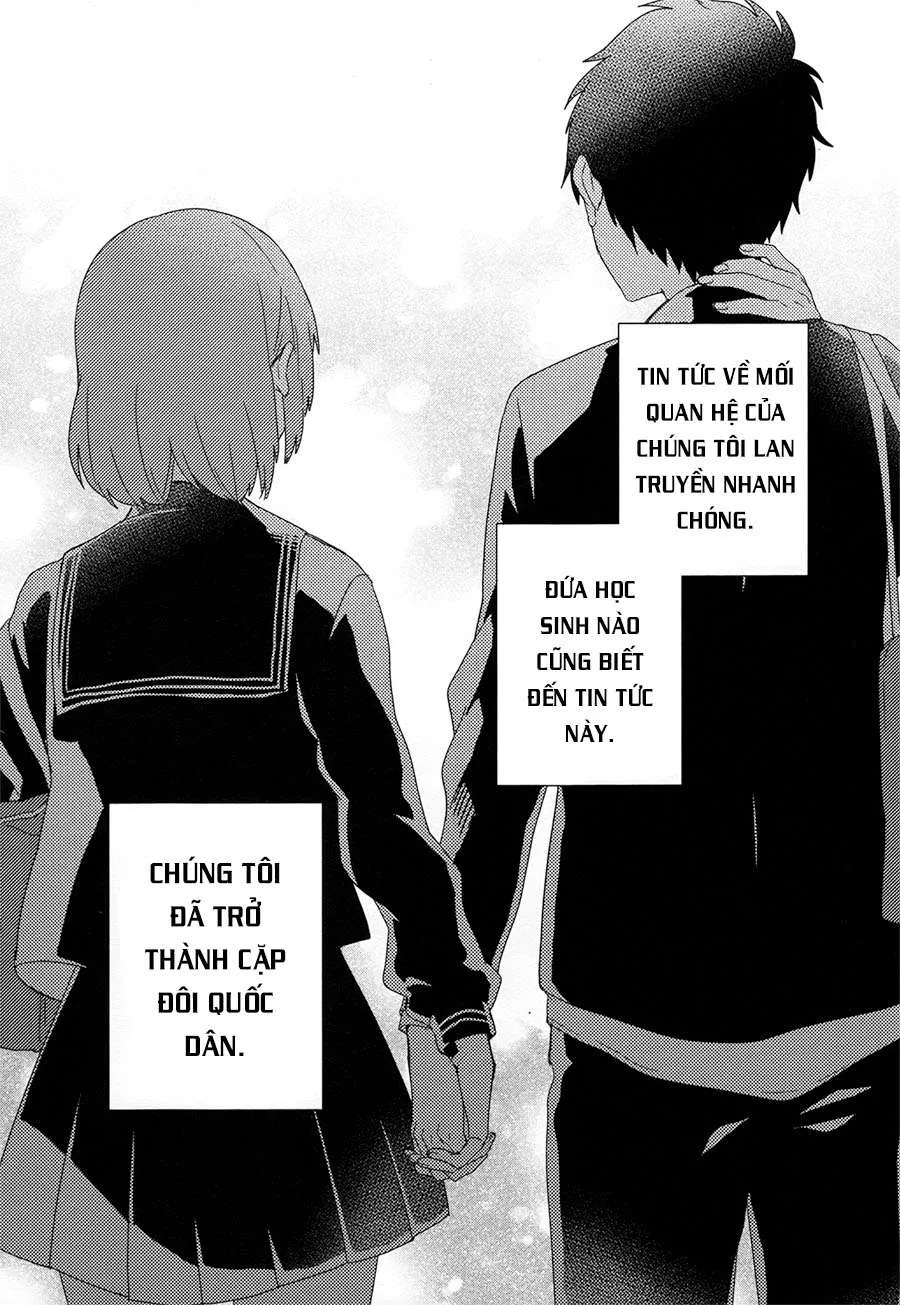 TIN TỨC VỀ MỐI
QUAN HỆ CỦA
CHÚNG TÔI LAN
TRUYỀN NHANH
CHÓNG.
ĐỨA HỌC
SINH NÀO
CŨNG BIẾT
ĐẾN TIN TỨC
NÀY.
CHÚNG TÔI
ĐÃ TRỞ
THÀNH CẶP
ĐÔI QUỐC
DÂN.